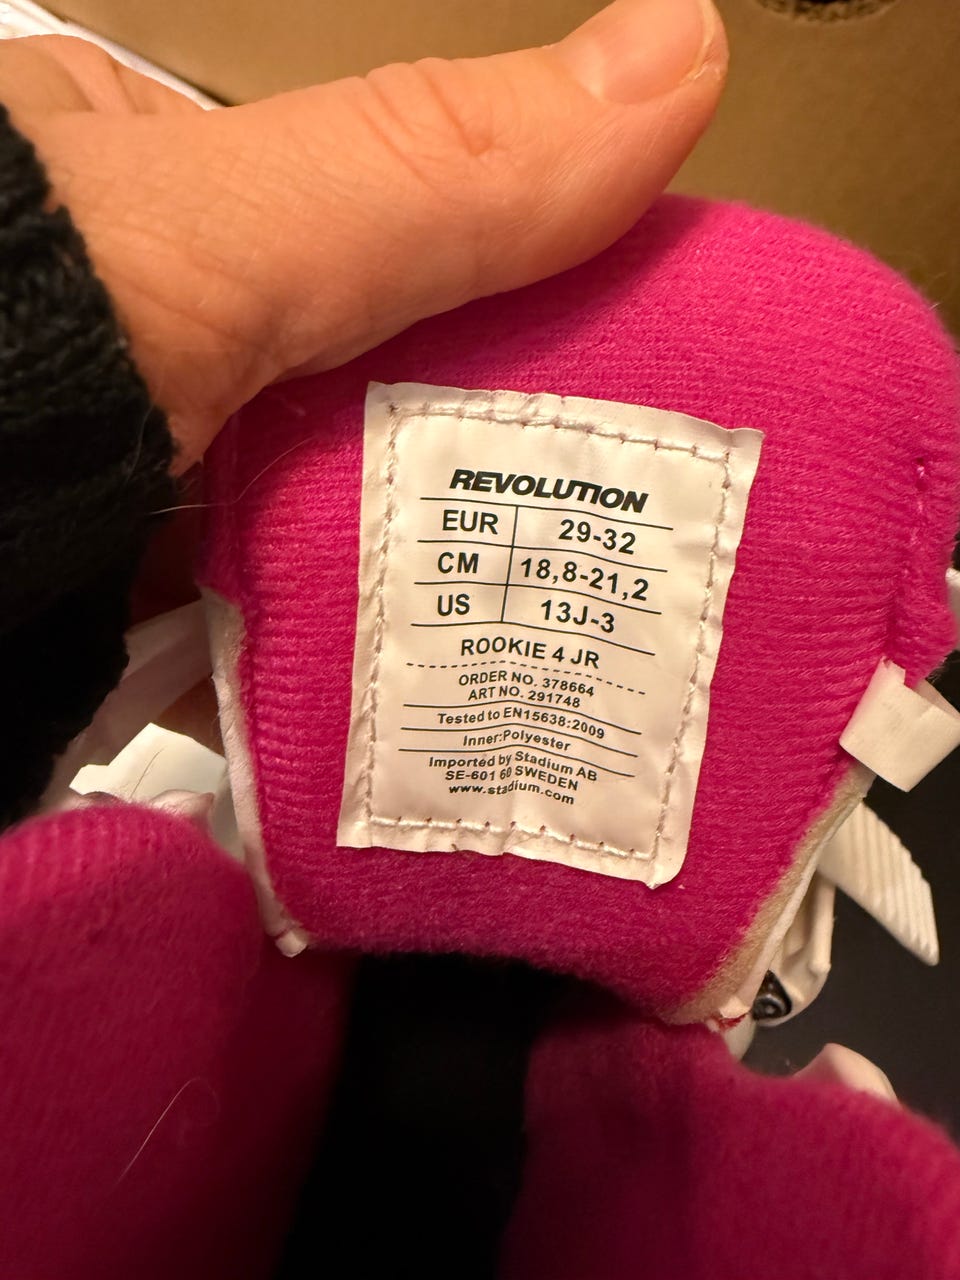 REVOLUTION
EUR 29-32
CM 18,8-21,2
US 13J-3
ROOKIE 4 JR
ORDER NO. 378664
ART NO. 291748
Tested to EN15638:2009
Inner:Polyester
Imported by Stadium AB
SE-601 60 SWEDEN
www.stadium.com